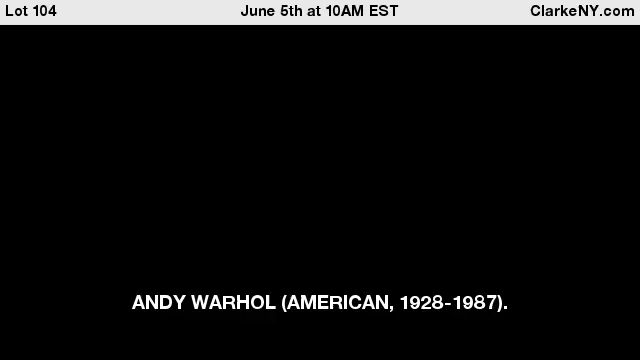 Lot 104 June 5th at 10AM EST ClarkeNY.com
ANDY WARHOL (AMERICAN, 1928-1987).